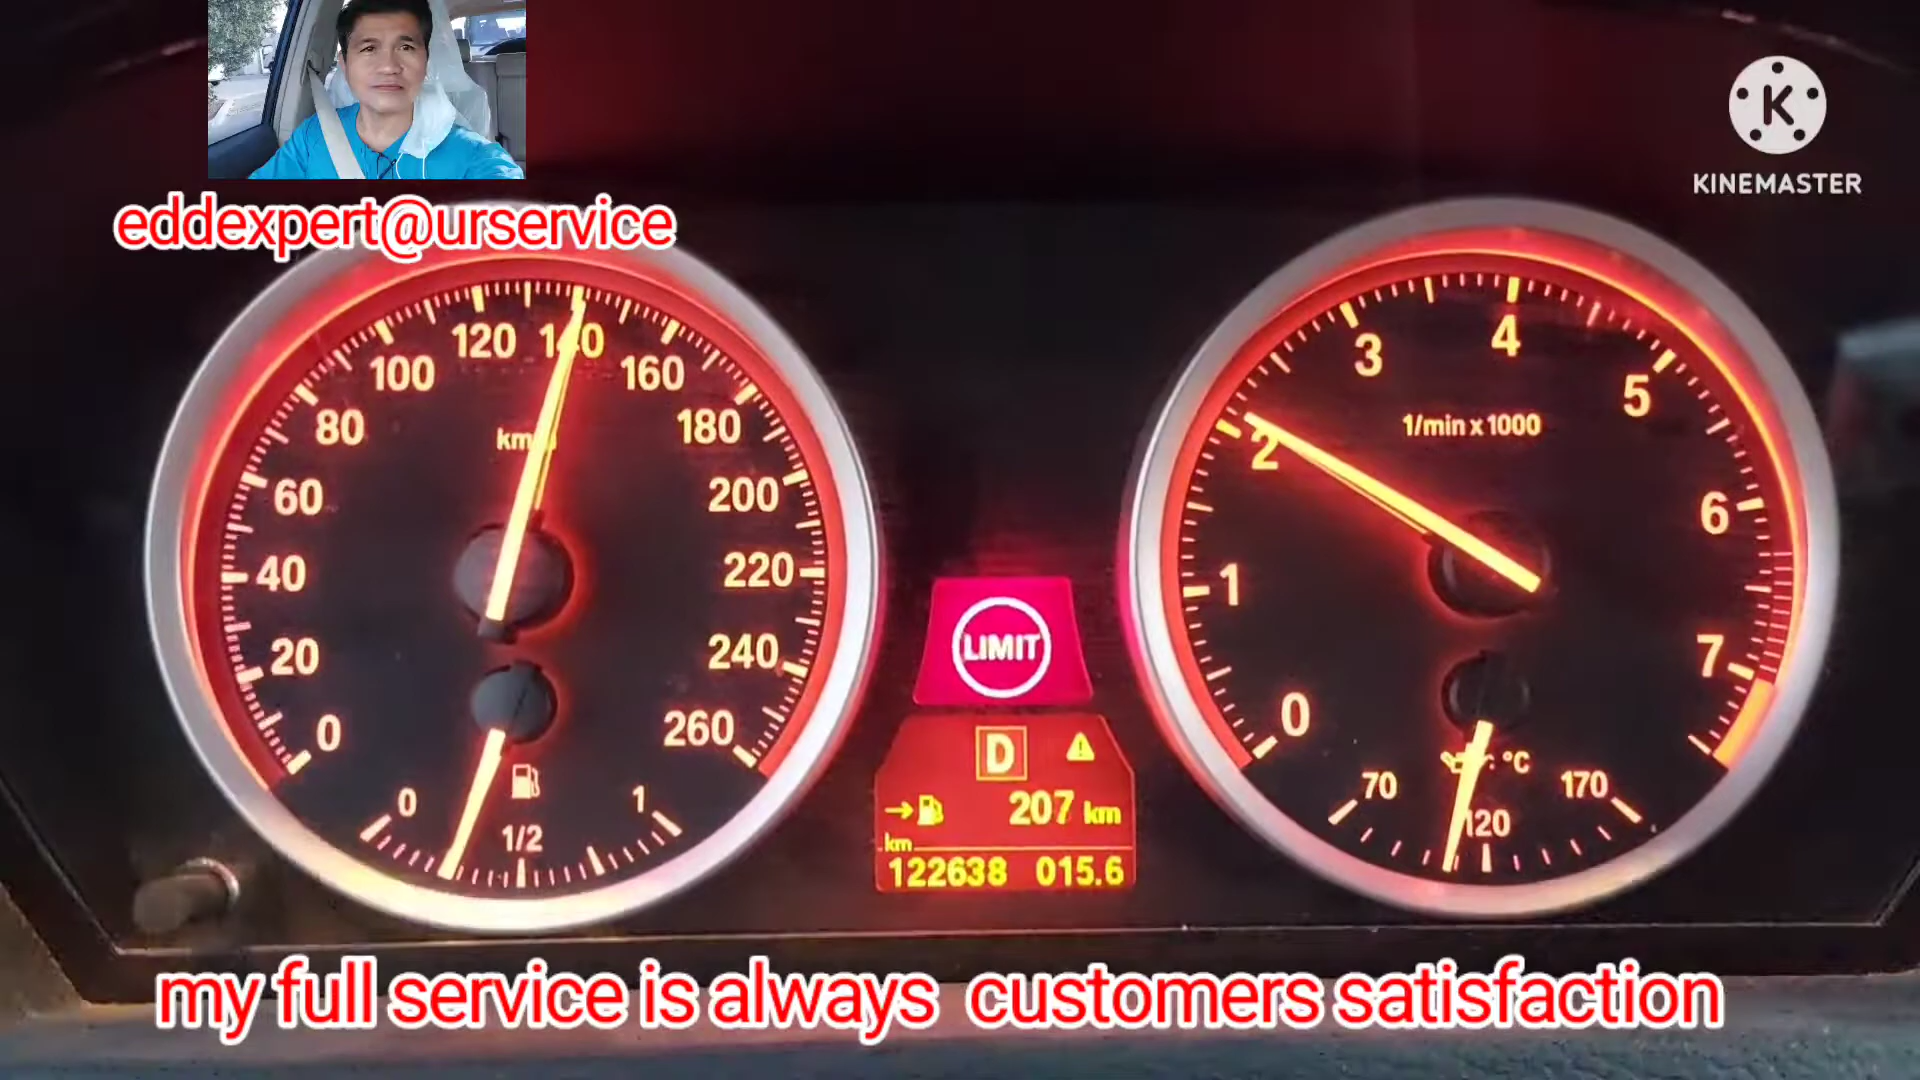 KINEMASTER
eddexpert@urservice
0 20 40 60 80 100 120 140 160 180 200 220 240 260
km/h
0 1/2 1
LIMIT
D
207 km
km
122638 015.6
0 1 2 3 4 5 6 7
1/min x 1000
°C
70 120 170
my full service is always customers satisfaction